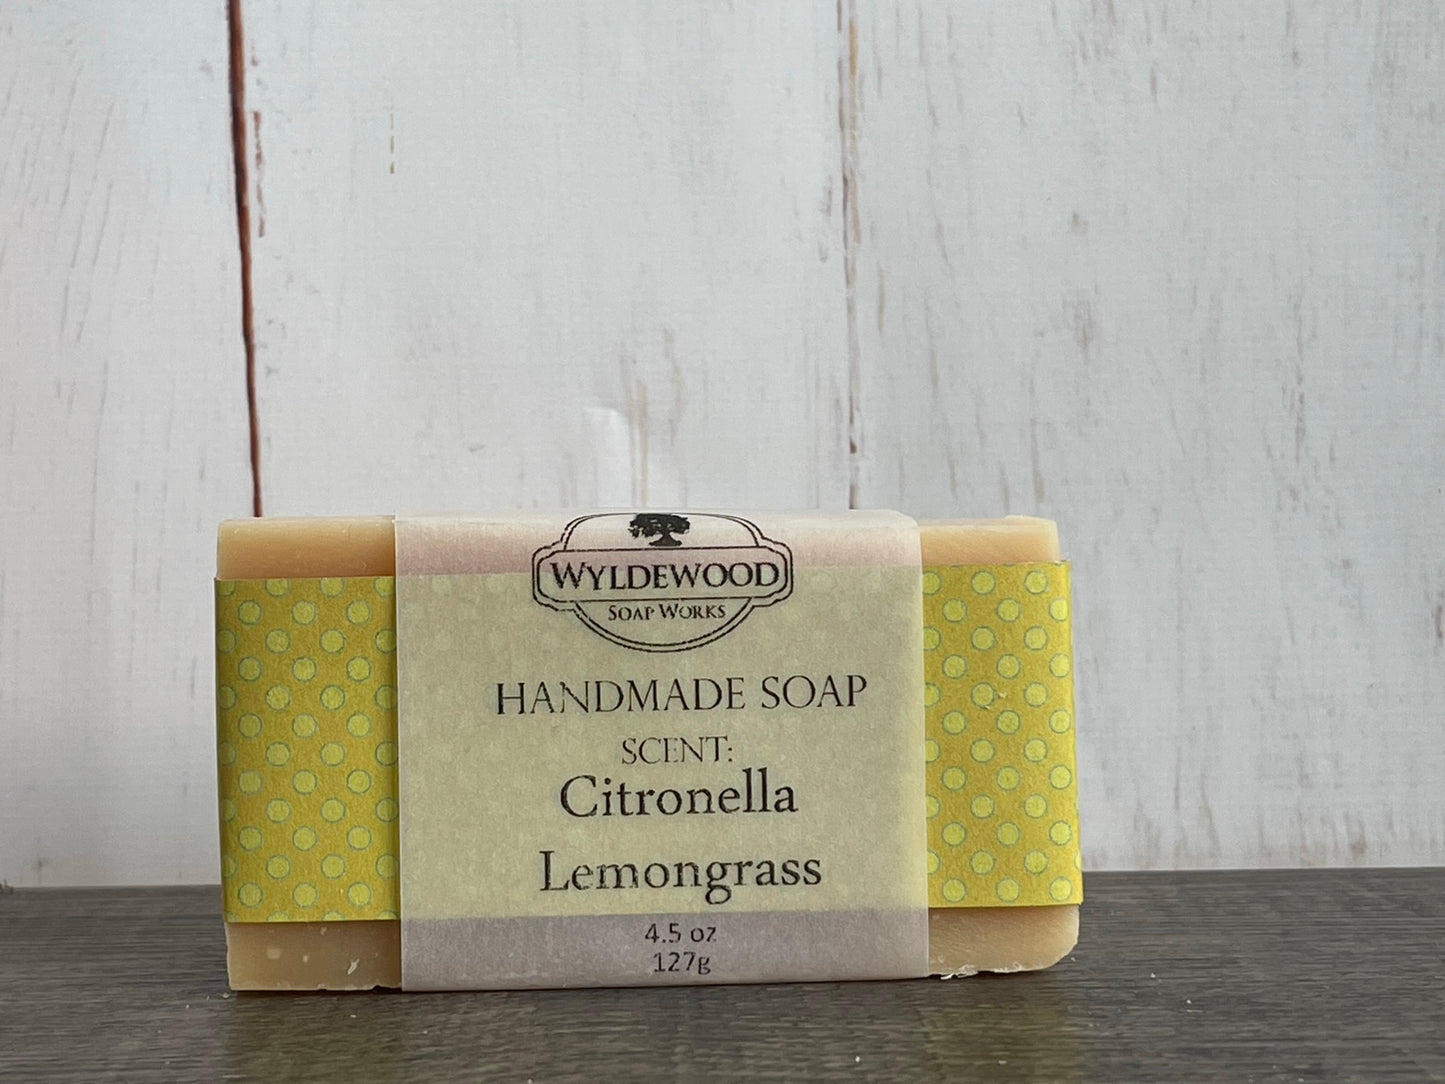 WYLDEWOOD
SOAP WORKS
HANDMADE SOAP
SCENT:
Citronella
Lemongrass
4.5 oz
127g